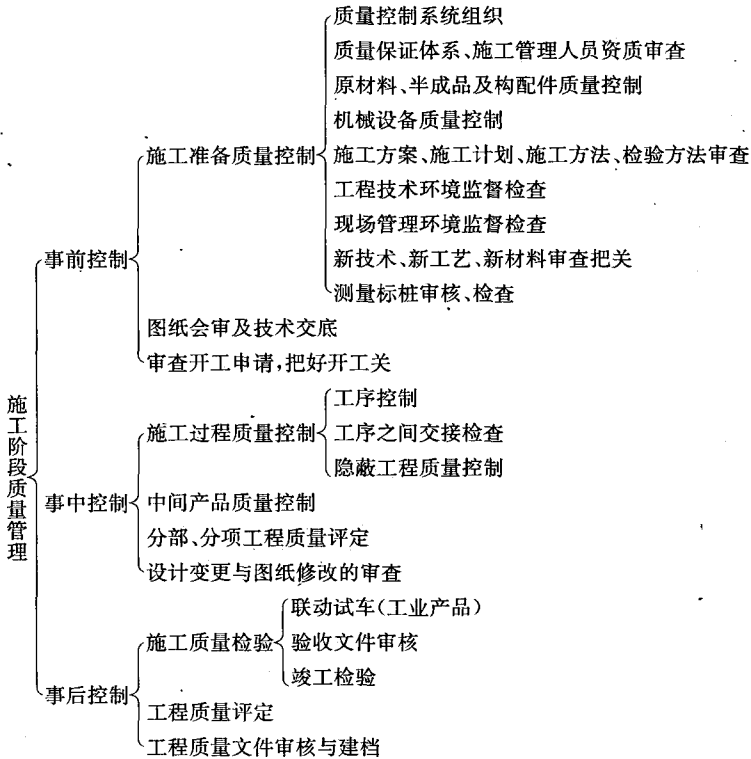 质量控制系统组织
质量保证体系、施工管理人员资质审查
原材料、半成品及构配件质量控制
机械设备质量控制
施工准备质量控制
施工方案、施工计划、施工方法、检验方法审查
工程技术环境监督检查
现场管理环境监督检查
事前控制
新技术、新工艺、新材料审查把关
测量标桩审核、检查
图纸会审及技术交底
审查开工申请,把好开工关
施工阶段质量管理
工序控制
施工过程质量控制
工序之间交接检查
隐蔽工程质量控制
事中控制
中间产品质量控制
分部、分项工程质量评定
设计变更与图纸修改的审查
联动试车(工业产品)
施工质量检验
验收文件审核
竣工检验
事后控制
工程质量评定
工程质量文件审核与建档